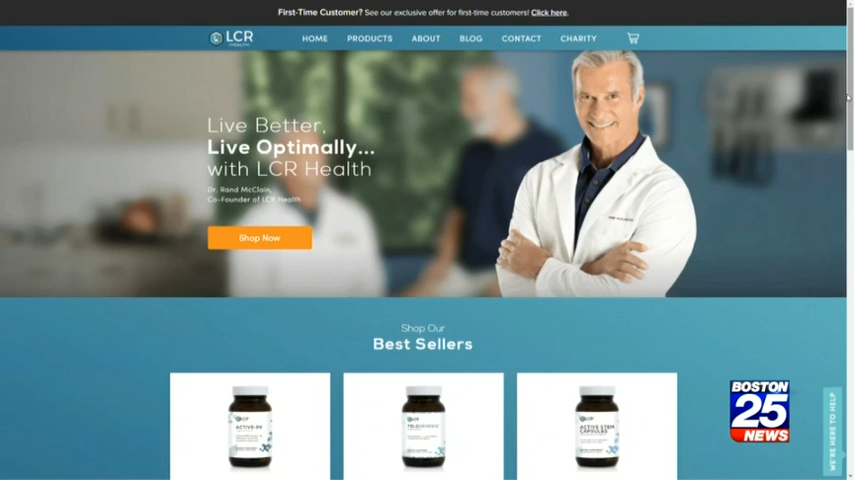 First-Time Customer? See our exclusive offer for first-time customers! Click here.
LCR
HOME PRODUCTS ABOUT BLOG CONTACT CHARITY
Live Better,
Live Optimally...
with LCR Health
Dr. Rand McClain,
Co-Founder of LCR Health
Shop Now
Shop Our
Best Sellers
LCR
ACTIVE-PK
LCR
TELOGENESIS
LCR
ACTIVE STEM
CAPSULES
BOSTON
25
NEWS
WE'RE HERE TO HELP